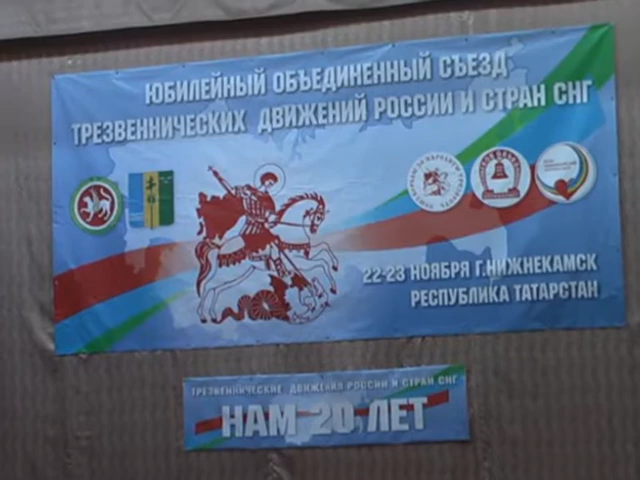 ЮБИЛЕЙНЫЙ ОБЪЕДИНЕННЫЙ СЪЕЗД
ТРЕЗВЕННИЧЕСКИХ ДВИЖЕНИЙ РОССИИ И СТРАН СНГ
22-23 НОЯБРЯ Г.НИЖНЕКАМСК
РЕСПУБЛИКА ТАТАРСТАН
ТРЕЗВЕННИЧЕСКИЕ ДВИЖЕНИЯ РОССИИ И СТРАН СНГ
НАМ 20 ЛЕТ